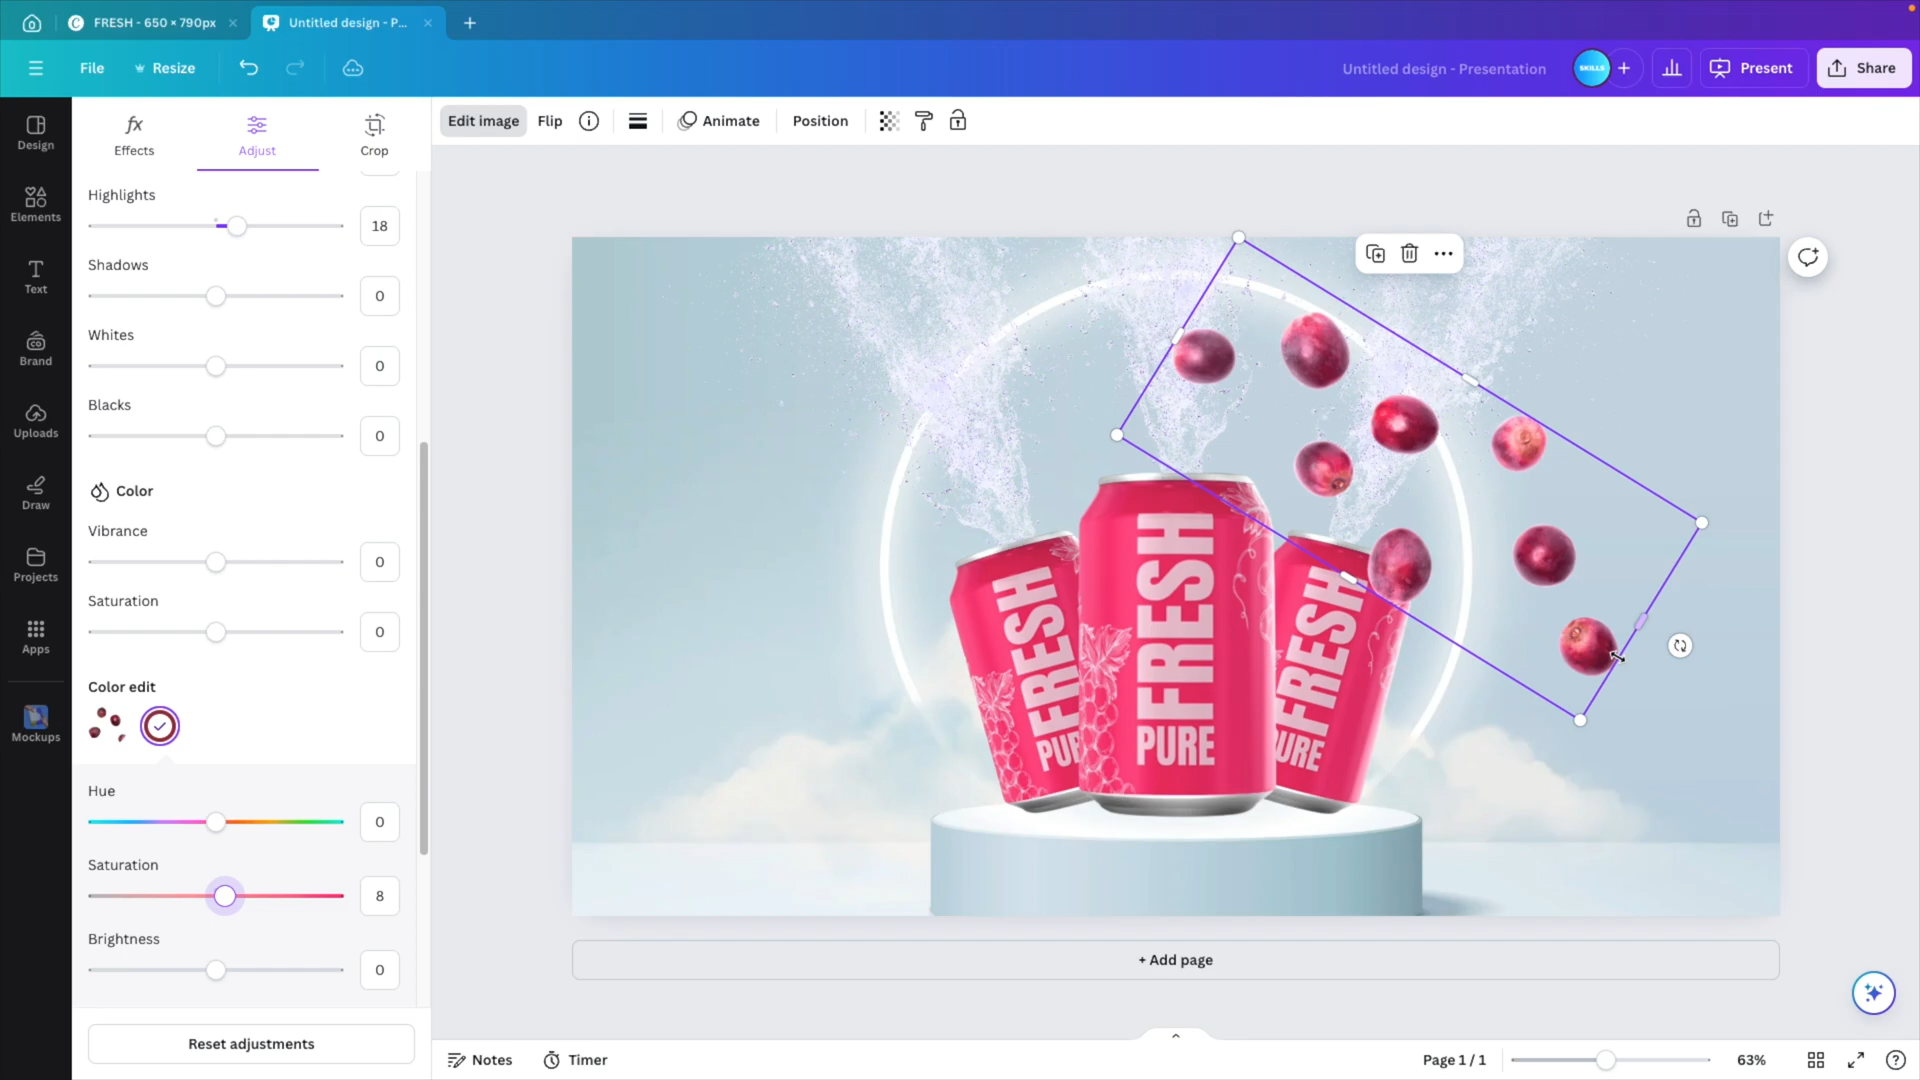 FRESH - 650 × 790px
Untitled design - P...
File
Resize
Untitled design - Presentation
SKILLS
Present
Share
Design
Elements
Text
Brand
Uploads
Draw
Projects
Apps
Mockups
fx
Effects
Adjust
Crop
Edit image
Flip
Animate
Position
Highlights
18
Shadows
0
Whites
0
Blacks
0
Color
Vibrance
0
Saturation
0
Color edit
Hue
0
Saturation
8
Brightness
0
Reset adjustments
FRESH
PUR
FRESH
PURE
FRESH
URE
+ Add page
Notes
Timer
Page 1 / 1
63%